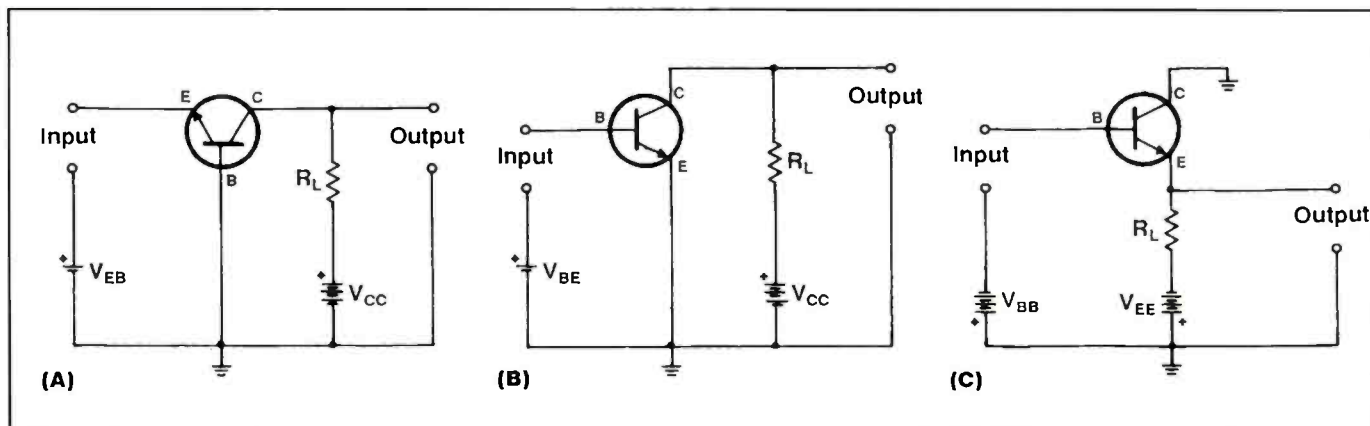 E
C
Input
Output
B
R_L
+
V_EB
+
V_CC
(A)
C
Output
B
Input
E
R_L
+
V_BE
+
V_CC
(B)
C
B
Input
E
Output
R_L
V_BB
+
V_EE
+
(C)